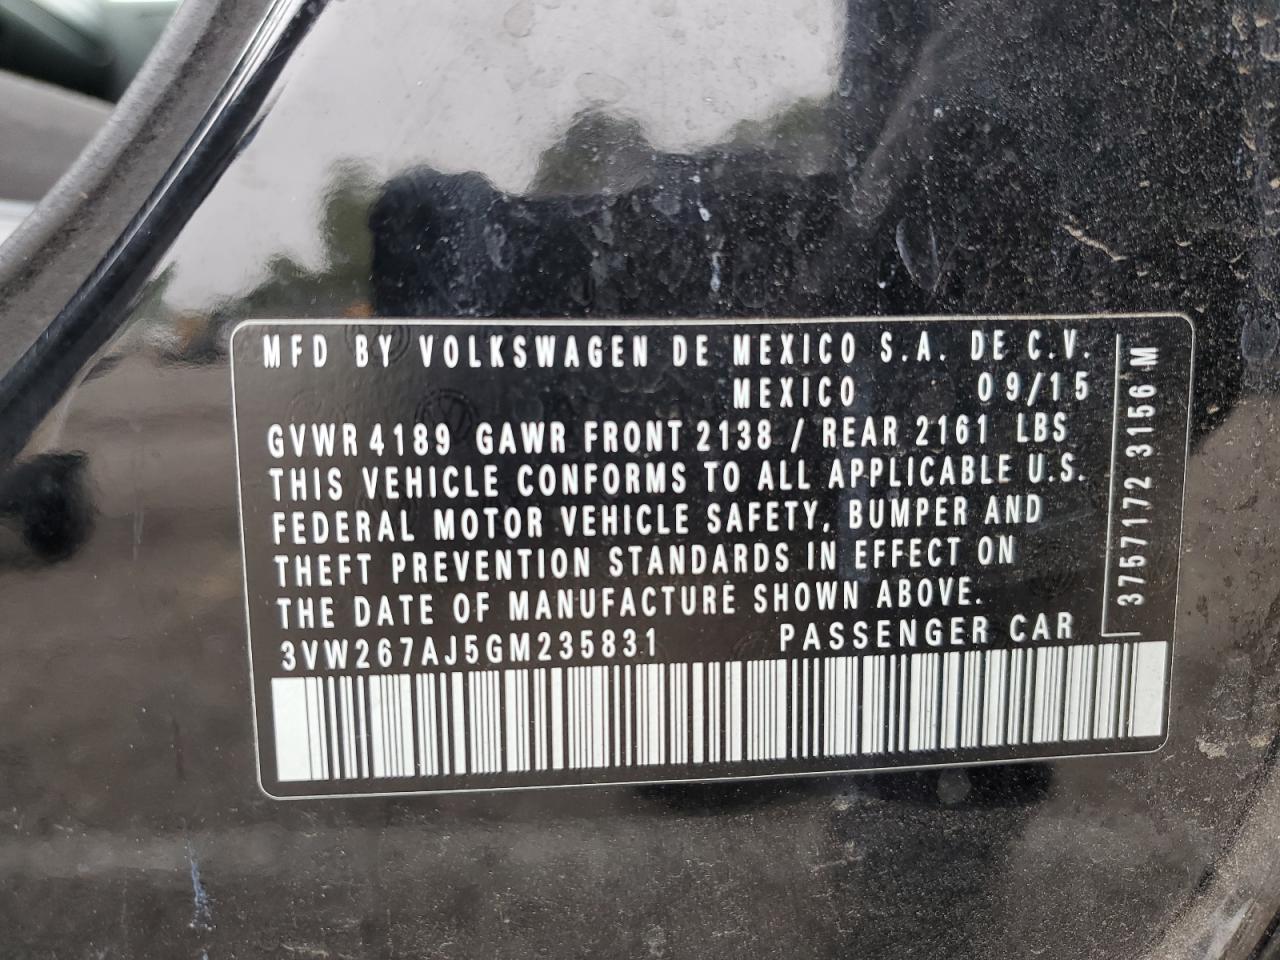 MFD BY VOLKSWAGEN DE MEXICO S.A. DE C.V.
MEXICO 09/15
GVWR 4189 GAWR FRONT 2138 / REAR 2161 LBS
THIS VEHICLE CONFORMS TO ALL APPLICABLE U.S.
FEDERAL MOTOR VEHICLE SAFETY, BUMPER AND
THEFT PREVENTION STANDARDS IN EFFECT ON
THE DATE OF MANUFACTURE SHOWN ABOVE.
3VW267AJ5GM235831 PASSENGER CAR
3757172 3156 M